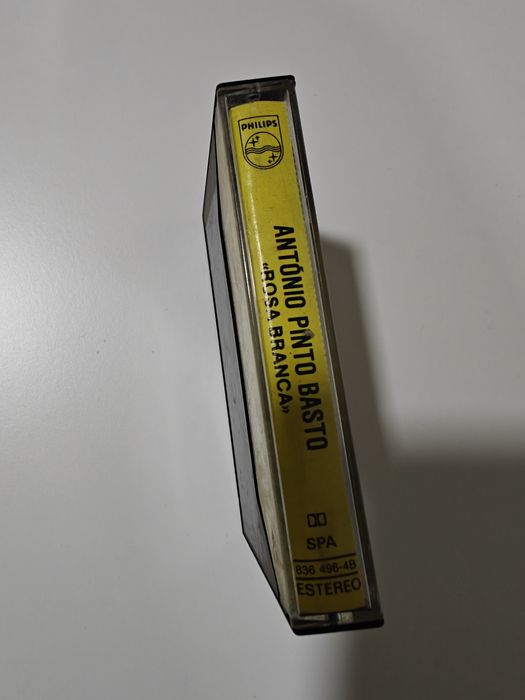 PHILIPS
ANTÓNIO PINTO BASTO
«ROSA BRANCA»
SPA
836 496-4B
ESTEREO